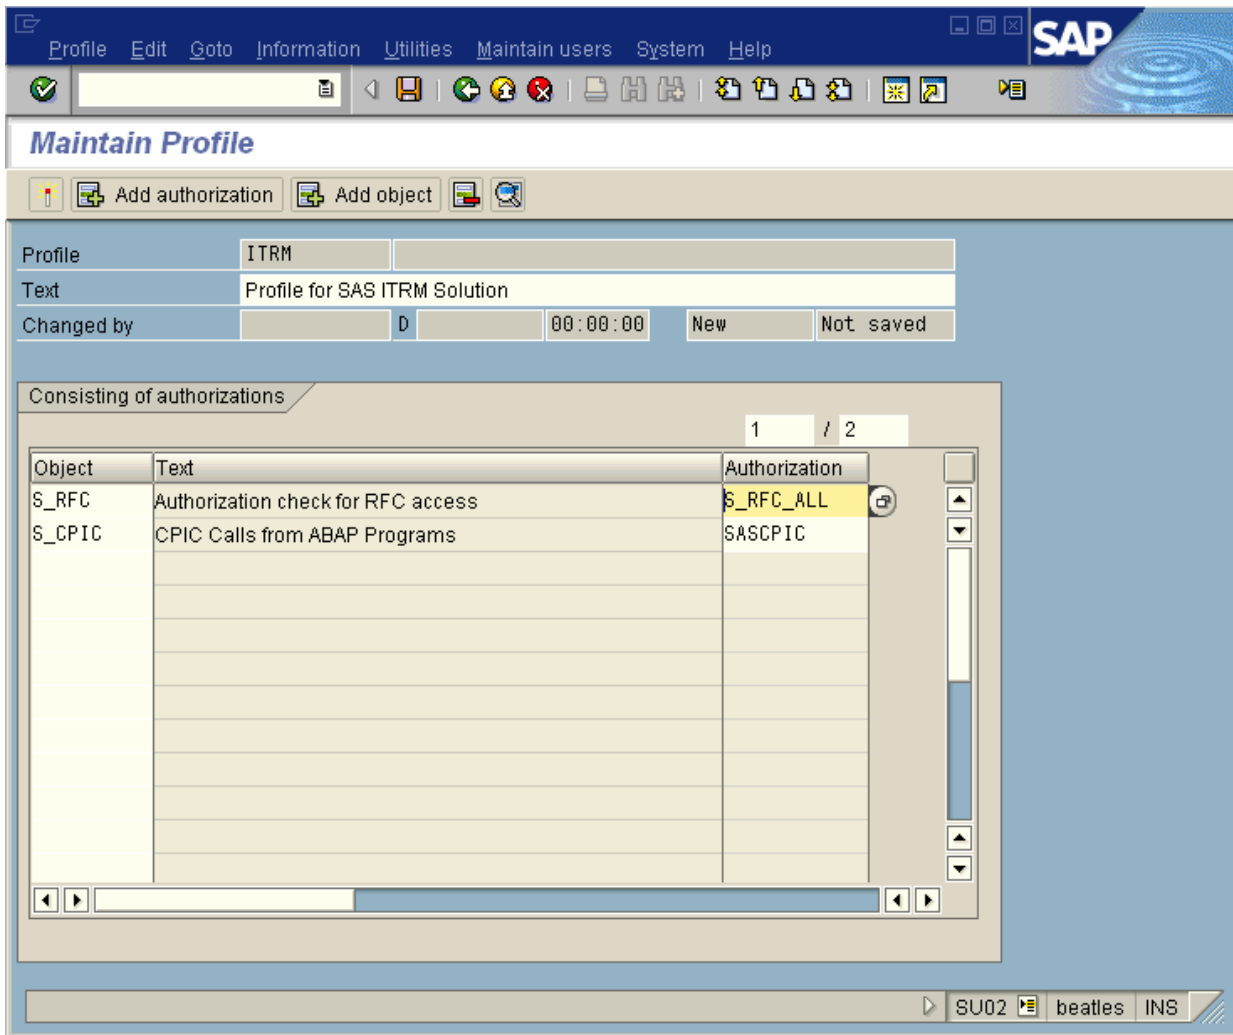 Profile Edit Goto Information Utilities Maintain users System Help
SAP
Maintain Profile
Add authorization Add object
Profile ITRM
Text Profile for SAS ITRM Solution
Changed by D 00:00:00 New Not saved
Consisting of authorizations
1 / 2
Object Text Authorization
S_RFC Authorization check for RFC access S_RFC_ALL
S_CPIC CPIC Calls from ABAP Programs SASCPIC
SU02 beatles INS